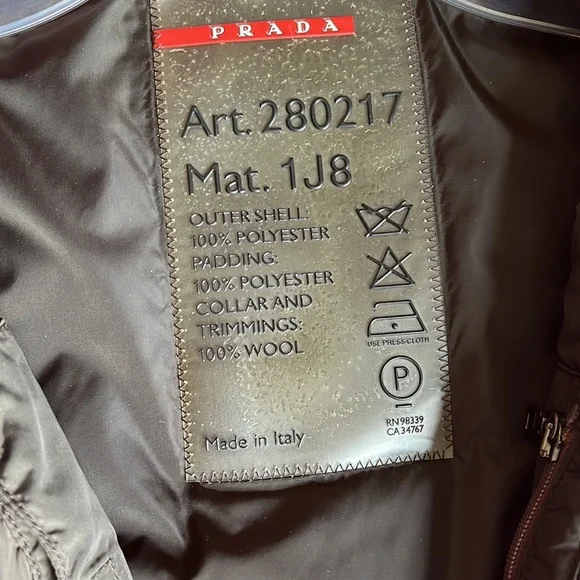 PRADA
Art. 280217
Mat. 1J8
OUTER SHELL:
100% POLYESTER
PADDING:
100% POLYESTER
COLLAR AND
TRIMMINGS:
100% WOOL
USE PRESS CLOTH
P
RN 98339
CA 34767
Made in Italy